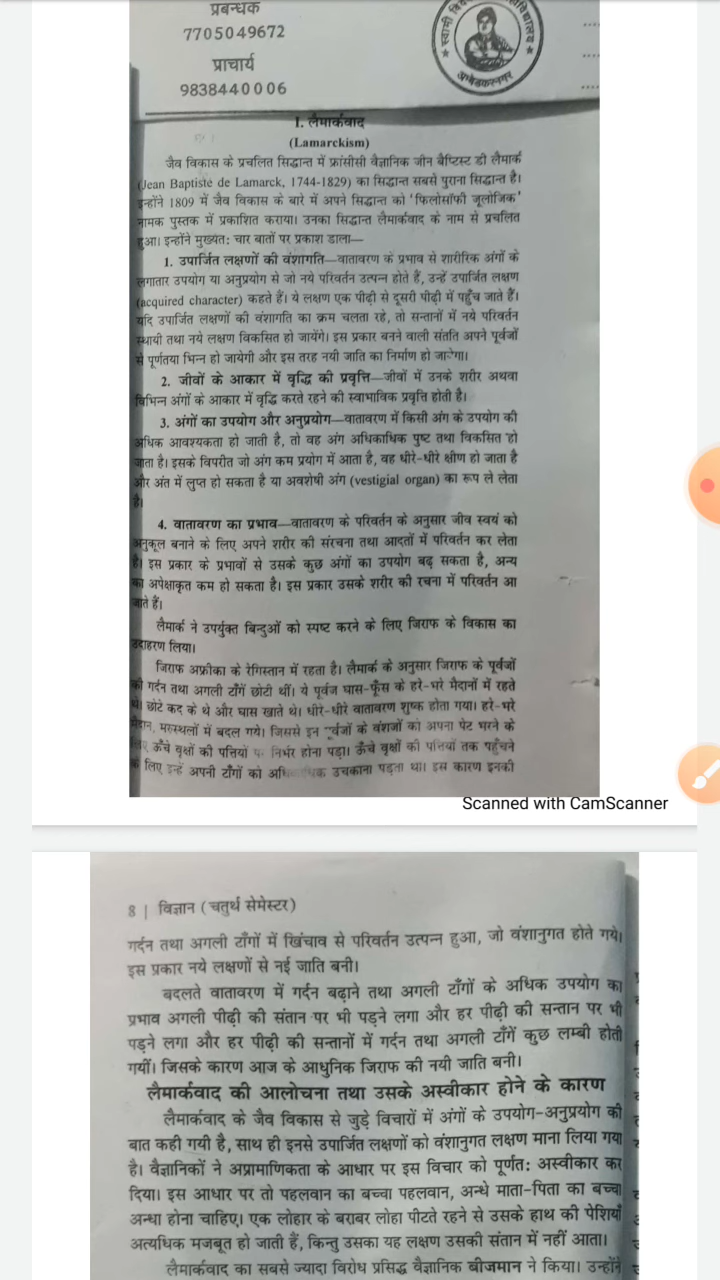 प्रबन्धक
7705049672
प्राचार्य
9838440006
स्वामी
अम्बेडकरनगर
I. लैमार्कवाद
(Lamarckism)
जैव विकास के प्रचलित सिद्धान्त में फ्रांसीसी वैज्ञानिक जीन बैप्टिस्ट डी लैमार्क
(Jean Baptiste de Lamarck, 1744-1829) का सिद्धान्त सबसे पुराना सिद्धान्त है।
इन्होंने 1809 में जैव विकास के बारे में अपने सिद्धान्त को 'फिलोसॉफी जूलोजिक'
नामक पुस्तक में प्रकाशित कराया। उनका सिद्धान्त लैमार्कवाद के नाम से प्रचलित
हुआ। इन्होंने मुख्यत: चार बातों पर प्रकाश डाला—
1. उपार्जित लक्षणों की वंशागति—वातावरण के प्रभाव से शारीरिक अंगों के
लगातार उपयोग या अनुप्रयोग से जो नये परिवर्तन उत्पन्न होते हैं, उन्हें उपार्जित लक्षण
(acquired character) कहते हैं। ये लक्षण एक पीढ़ी से दूसरी पीढ़ी में पहुँच जाते हैं।
यदि उपार्जित लक्षणों की वंशागति का क्रम चलता रहे, तो सन्तानों में नये परिवर्तन
स्थायी तथा नये लक्षण विकसित हो जायेंगे। इस प्रकार बनने वाली संतति अपने पूर्वजों
से पूर्णतया भिन्न हो जायेगी और इस तरह नयी जाति का निर्माण हो जायेगा।
2. जीवों के आकार में वृद्धि की प्रवृत्ति—जीवों में उनके शरीर अथवा
विभिन्न अंगों के आकार में वृद्धि करते रहने की स्वाभाविक प्रवृत्ति होती है।
3. अंगों का उपयोग और अनुप्रयोग—वातावरण में किसी अंग के उपयोग की
अधिक आवश्यकता हो जाती है, तो वह अंग अधिकाधिक पुष्ट तथा विकसित हो
जाता है। इसके विपरीत जो अंग कम प्रयोग में आता है, वह धीरे-धीरे क्षीण हो जाता है
और अंत में लुप्त हो सकता है या अवशेषी अंग (vestigial organ) का रूप ले लेता
है।
4. वातावरण का प्रभाव—वातावरण के परिवर्तन के अनुसार जीव स्वयं को
अनुकूल बनाने के लिए अपने शरीर की संरचना तथा आदतों में परिवर्तन कर लेता
है। इस प्रकार के प्रभावों से उसके कुछ अंगों का उपयोग बढ़ सकता है, अन्य
का अपेक्षाकृत कम हो सकता है। इस प्रकार उसके शरीर की रचना में परिवर्तन आ
जाते हैं।
लैमार्क ने उपर्युक्त बिन्दुओं को स्पष्ट करने के लिए जिराफ के विकास का
उदाहरण लिया।
जिराफ अफ्रीका के रेगिस्तान में रहता है। लैमार्क के अनुसार जिराफ के पूर्वजों
की गर्दन तथा अगली टाँगें छोटी थीं। ये पूर्वज घास-फूँस के हरे-भरे मैदानों में रहते
थे। छोटे कद के थे और घास खाते थे। धीरे-धीरे वातावरण शुष्क होता गया। हरे-भरे
मैदान, मरुस्थलों में बदल गये। जिससे इन पूर्वजों के वंशजों को अपना पेट भरने के
लिए ऊँचे वृक्षों की पत्तियों पर निर्भर होना पड़ा। ऊँचे वृक्षों की पत्तियों तक पहुँचने
के लिए इन्हें अपनी टाँगों को अधिकाधिक उचकाना पड़ता था। इस कारण इनकी
Scanned with CamScanner
8 | विज्ञान (चतुर्थ सेमेस्टर)
गर्दन तथा अगली टाँगों में खिंचाव से परिवर्तन उत्पन्न हुआ, जो वंशानुगत होते गये।
इस प्रकार नये लक्षणों से नई जाति बनी।
बदलते वातावरण में गर्दन बढ़ाने तथा अगली टाँगों के अधिक उपयोग का
प्रभाव अगली पीढ़ी की संतान पर भी पड़ने लगा और हर पीढ़ी की सन्तान पर भी
पड़ने लगा और हर पीढ़ी की सन्तानों में गर्दन तथा अगली टाँगें कुछ लम्बी होती
गयीं। जिसके कारण आज के आधुनिक जिराफ की नयी जाति बनी।
लैमार्कवाद की आलोचना तथा उसके अस्वीकार होने के कारण
लैमार्कवाद के जैव विकास से जुड़े विचारों में अंगों के उपयोग-अनुप्रयोग की
बात कही गयी है, साथ ही इनसे उपार्जित लक्षणों को वंशानुगत लक्षण माना लिया गया
है। वैज्ञानिकों ने अप्रामाणिकता के आधार पर इस विचार को पूर्णत: अस्वीकार कर
दिया। इस आधार पर तो पहलवान का बच्चा पहलवान, अन्धे माता-पिता का बच्चा
अन्धा होना चाहिए। एक लोहार के बराबर लोहा पीटते रहने से उसके हाथ की पेशियाँ
अत्यधिक मजबूत हो जाती हैं, किन्तु उसका यह लक्षण उसकी संतान में नहीं आता।
लैमार्कवाद का सबसे ज्यादा विरोध प्रसिद्ध वैज्ञानिक बीजमान ने किया। उन्होंने